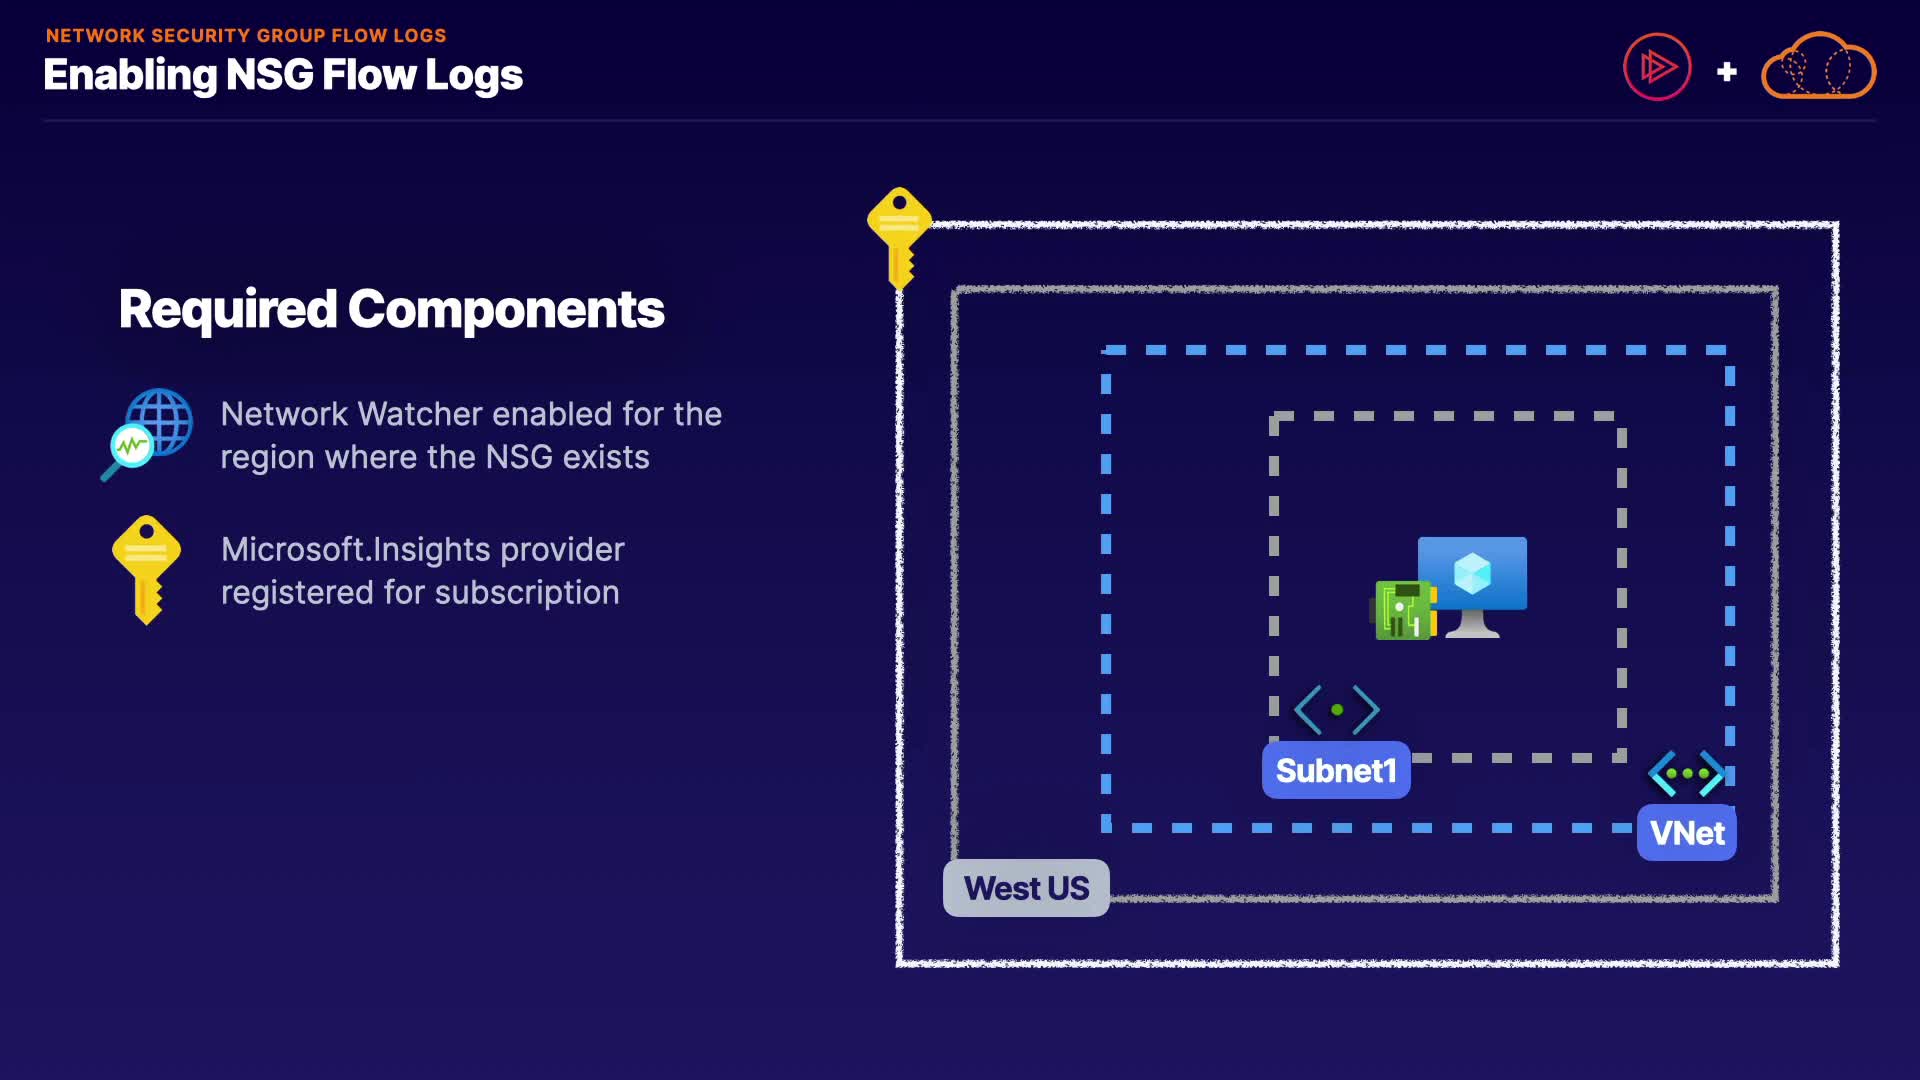 NETWORK SECURITY GROUP FLOW LOGS
Enabling NSG Flow Logs
Required Components
Network Watcher enabled for the
region where the NSG exists
Microsoft.Insights provider
registered for subscription
Subnet1
VNet
West US